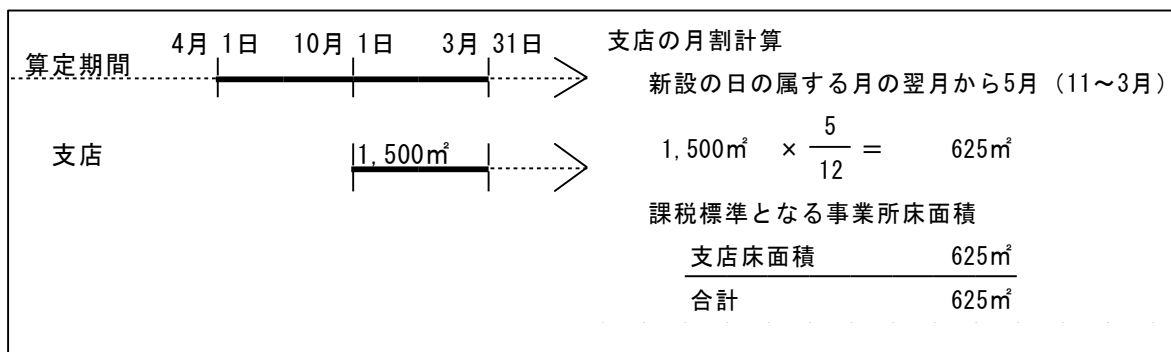 4月 1日 10月 1日 3月 31日
算定期間
支店
1,500㎡
支店の月割計算
新設の日の属する月の翌月から5月(11～3月)
1,500㎡ × 5/12 = 625㎡
課税標準となる事業所床面積
支店床面積 625㎡
合計 625㎡